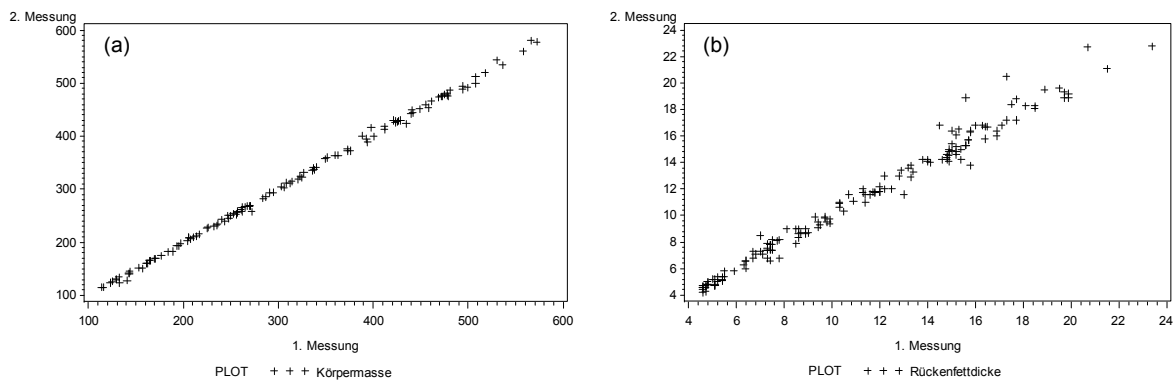 2. Messung
600
500
400
300
200
100
(a)
100 200 300 400 500 600
1. Messung
PLOT + + + Körpermasse
2. Messung
24
22
20
18
16
14
12
10
8
6
4
(b)
4 6 8 10 12 14 16 18 20 22 24
1. Messung
PLOT + + + Rückenfettdicke